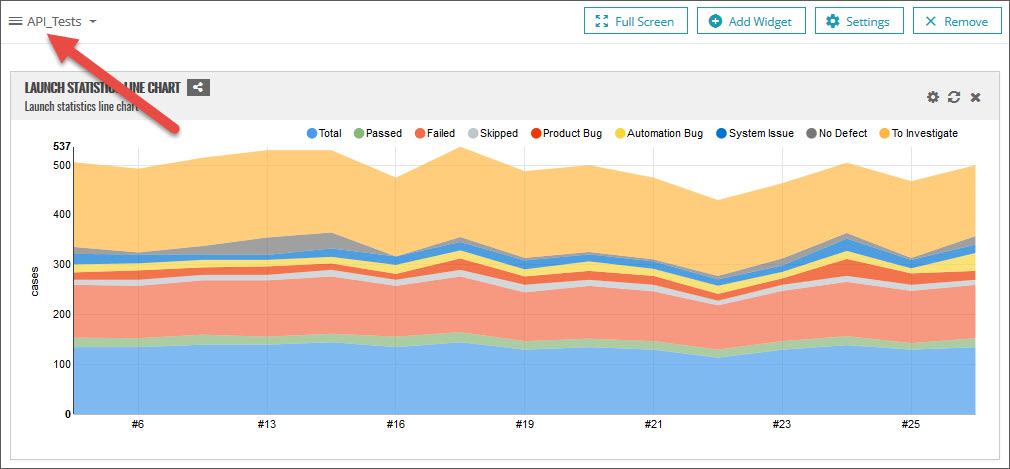 API_Tests
Full Screen
Add Widget
Settings
Remove
LAUNCH STATISTICS LINE CHART
Launch statistics line chart
Total
Passed
Failed
Skipped
Product Bug
Automation Bug
System Issue
No Defect
To Investigate
537
500
400
300
200
100
0
cases
#6
#13
#16
#19
#21
#23
#25